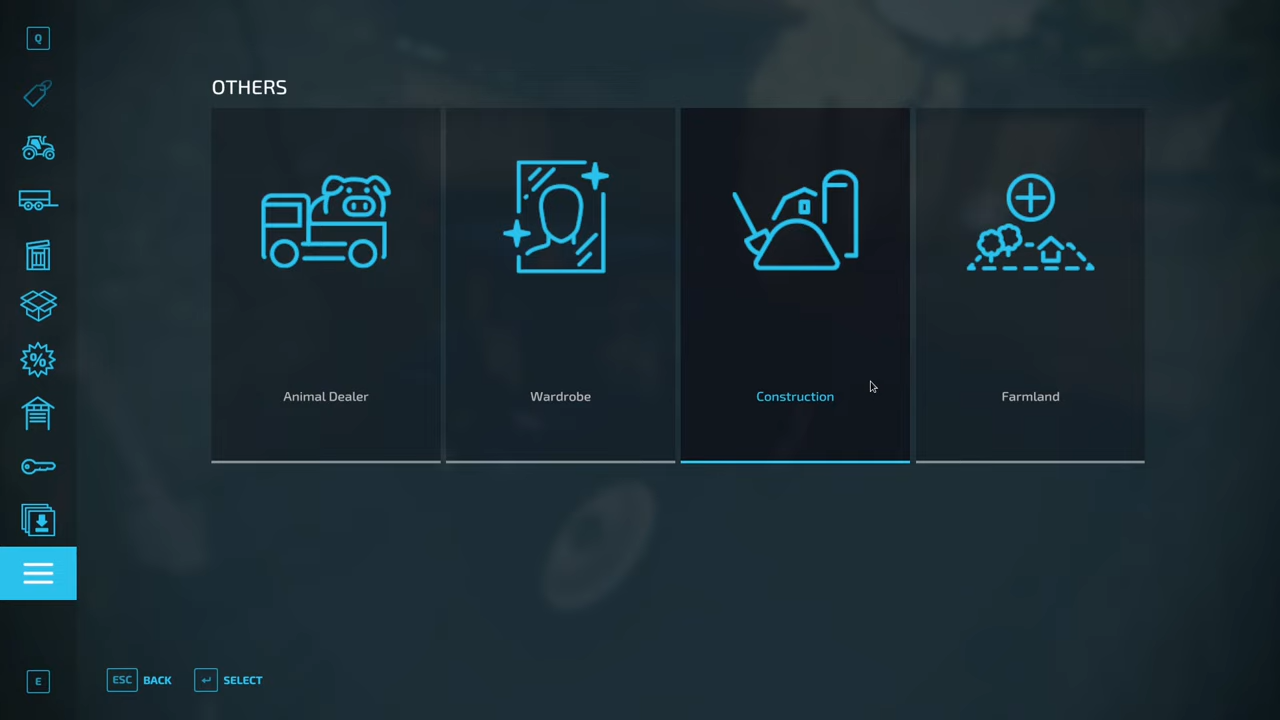 Q
OTHERS
%
Animal Dealer
Wardrobe
Construction
Farmland
E
ESC BACK
SELECT